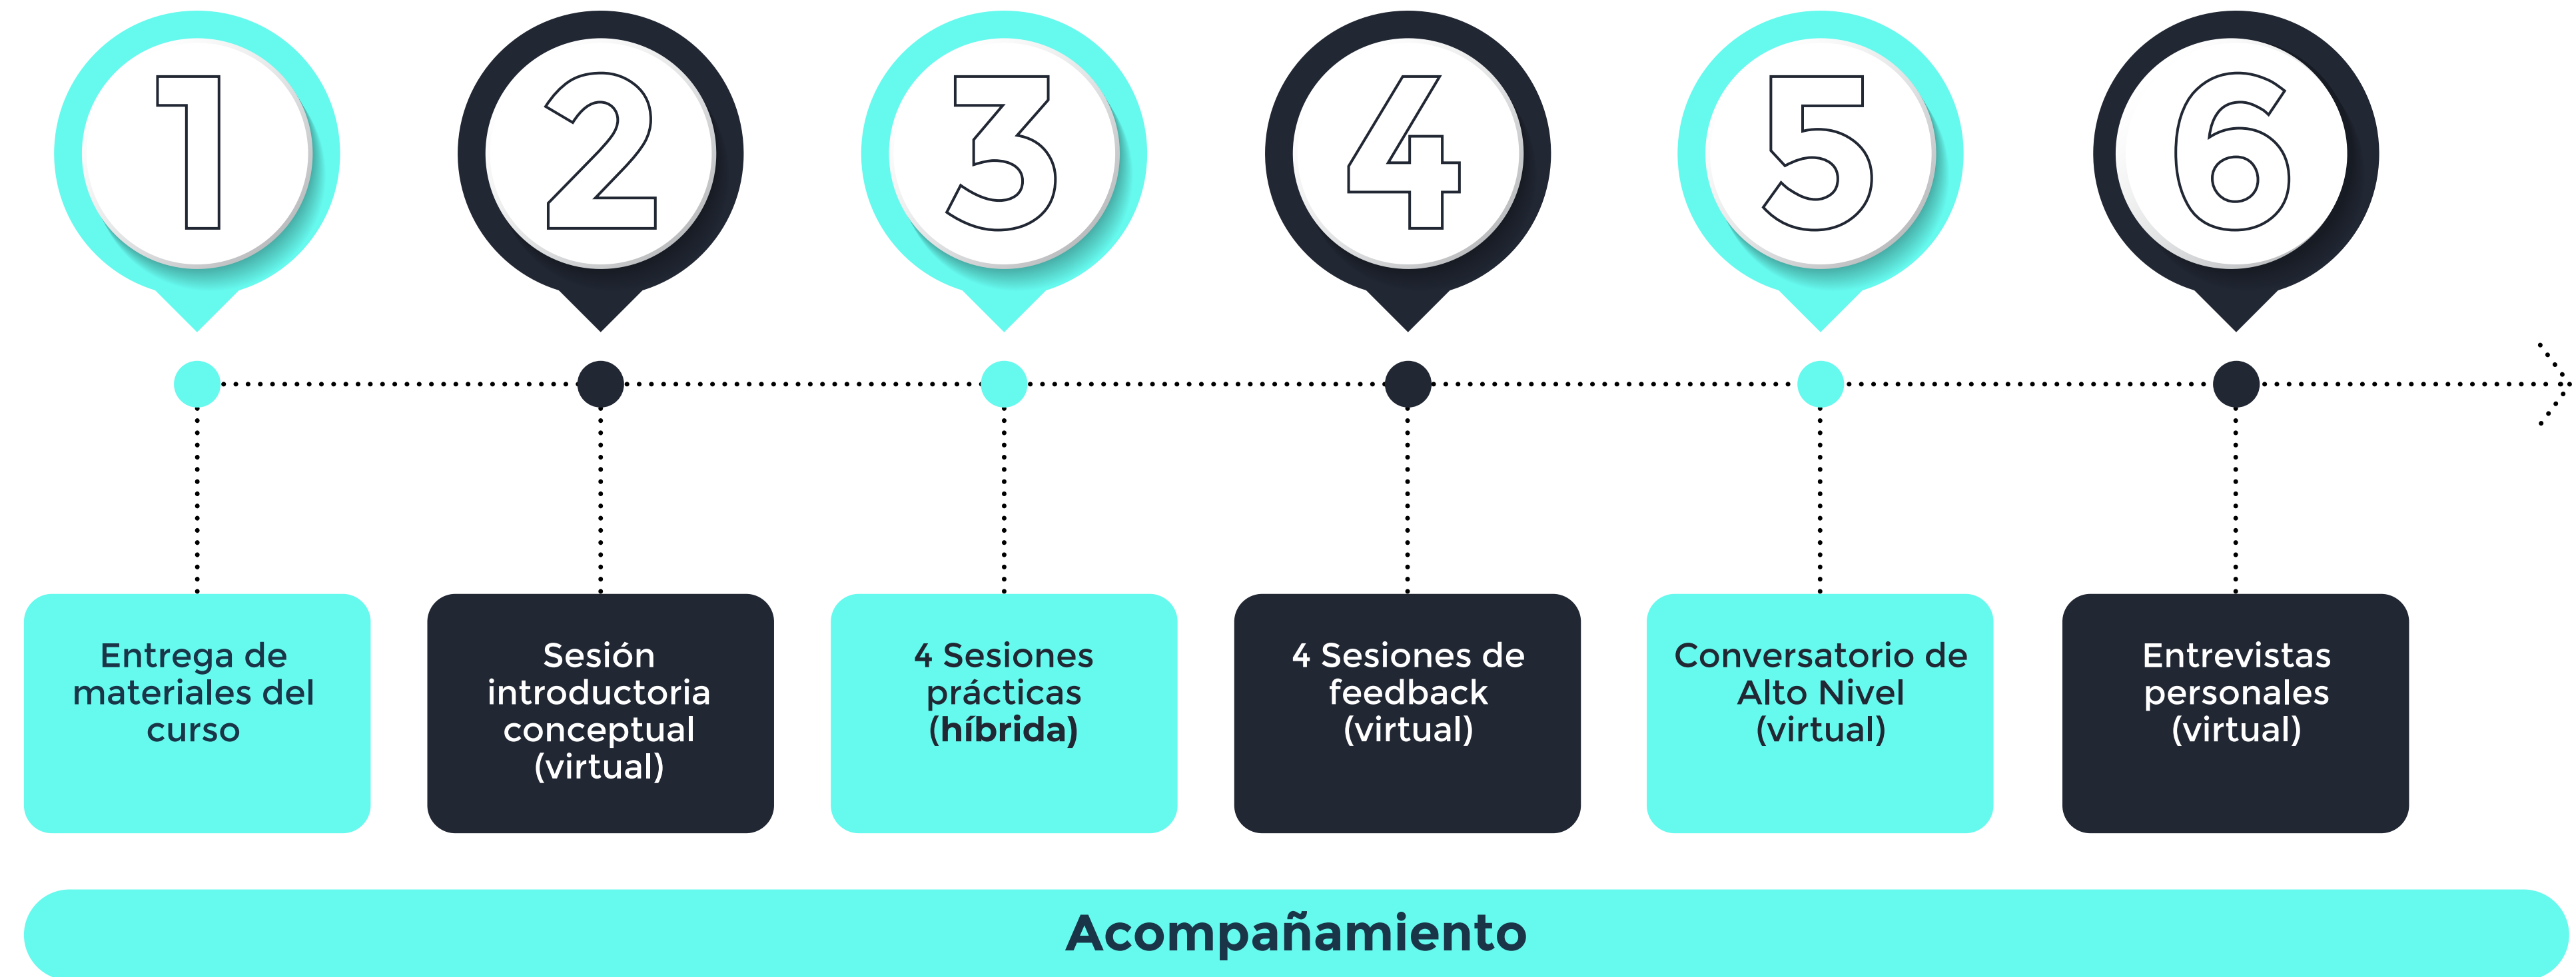 1
2
3
4
5
6
Entrega de
materiales del
curso
Sesión
introductoria
conceptual
(virtual)
4 Sesiones
prácticas
(híbrida)
4 Sesiones de
feedback
(virtual)
Conversatorio de
Alto Nivel
(virtual)
Entrevistas
personales
(virtual)
Acompañamiento